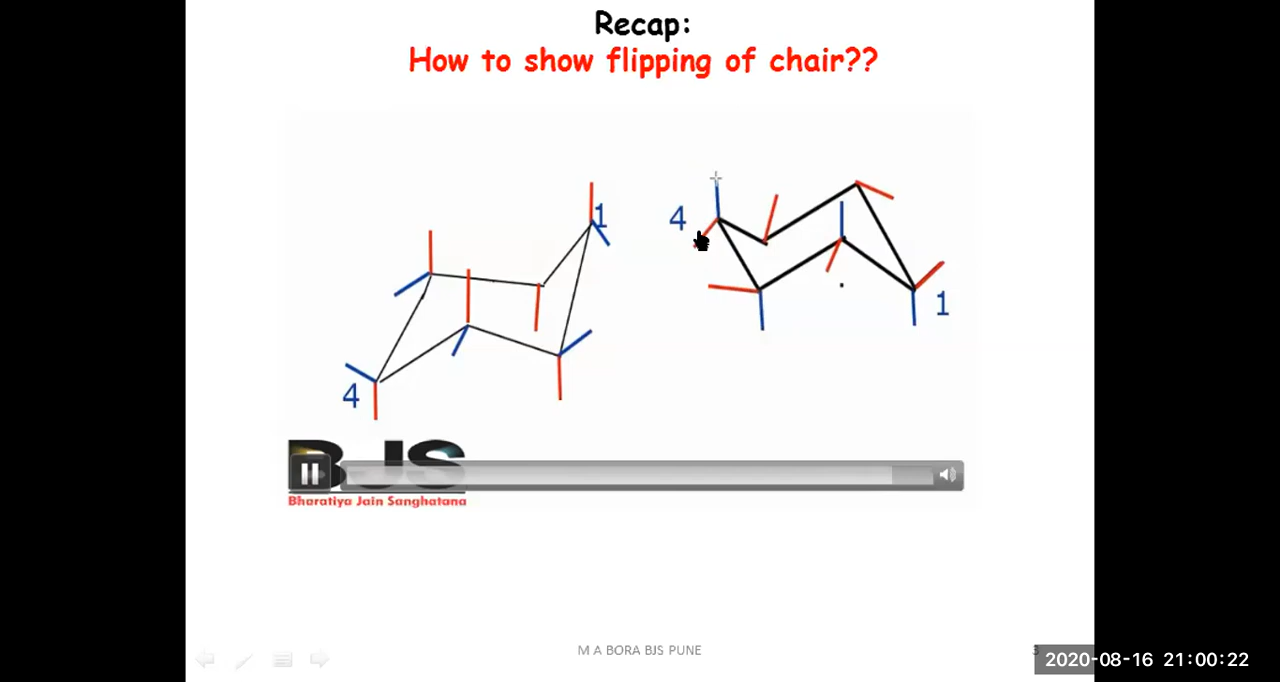 Recap:
How to show flipping of chair??
1
4
4
1
BJS
Bharatiya Jain Sanghatana
M A BORA BJS PUNE
3
2020-08-16 21:00:22